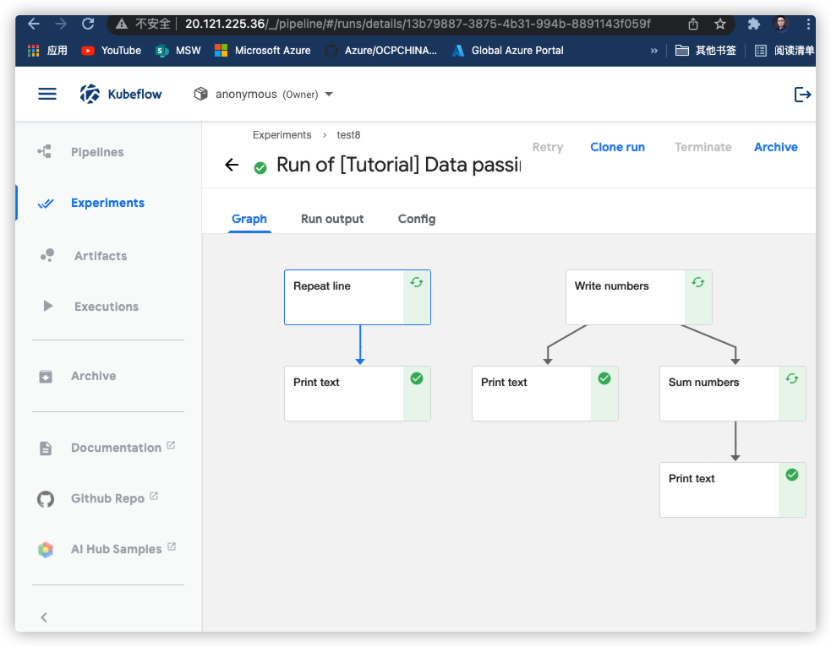 不安全 20.121.225.36/_/pipeline/#/runs/details/13b79887-3875-4b31-994b-8891143f059f
应用 YouTube MSW Microsoft Azure Azure/OCPCHINA... Global Azure Portal » 其他书签 阅读清单
Kubeflow anonymous (Owner)
Experiments > test8
Retry Clone run Terminate Archive
Run of [Tutorial] Data passi
Graph Run output Config
Pipelines
Experiments
Artifacts
Executions
Archive
Documentation
Github Repo
AI Hub Samples
Repeat line Write numbers
Print text Print text Sum numbers
Print text